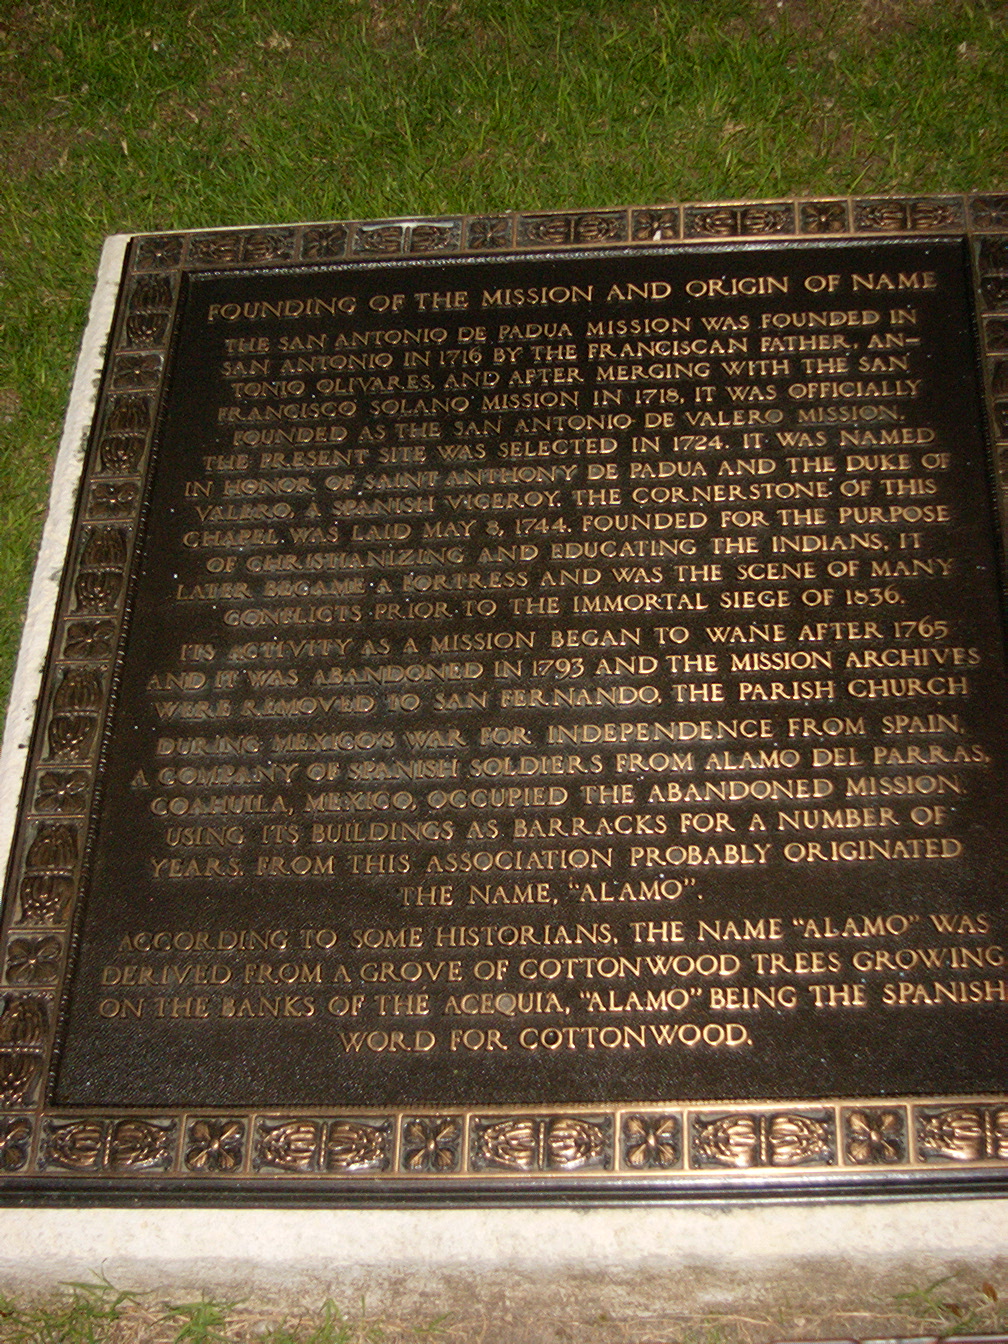 FOUNDING OF THE MISSION AND ORIGIN OF NAME
THE SAN ANTONIO DE PADUA MISSION WAS FOUNDED IN
SAN ANTONIO IN 1716 BY THE FRANCISCAN FATHER, AN-
TONIO OLIVARES, AND AFTER MERGING WITH THE SAN
FRANCISCO SOLANO MISSION IN 1718, IT WAS OFFICIALLY
FOUNDED AS THE SAN ANTONIO DE VALERO MISSION.
THE PRESENT SITE WAS SELECTED IN 1724. IT WAS NAMED
IN HONOR OF SAINT ANTHONY DE PADUA AND THE DUKE OF
VALERO, A SPANISH VICEROY. THE CORNERSTONE OF THIS
CHAPEL WAS LAID MAY 8, 1744. FOUNDED FOR THE PURPOSE
OF CHRISTIANIZING AND EDUCATING THE INDIANS, IT
LATER BECAME A FORTRESS AND WAS THE SCENE OF MANY
CONFLICTS PRIOR TO THE IMMORTAL SIEGE OF 1836.
ITS ACTIVITY AS A MISSION BEGAN TO WANE AFTER 1765
AND IT WAS ABANDONED IN 1793 AND THE MISSION ARCHIVES
WERE REMOVED TO SAN FERNANDO, THE PARISH CHURCH
DURING MEXICO'S WAR FOR INDEPENDENCE FROM SPAIN,
A COMPANY OF SPANISH SOLDIERS FROM ALAMO DEL PARRAS,
COAHUILA, MEXICO, OCCUPIED THE ABANDONED MISSION,
USING ITS BUILDINGS AS BARRACKS FOR A NUMBER OF
YEARS. FROM THIS ASSOCIATION PROBABLY ORIGINATED
THE NAME, "ALAMO".
ACCORDING TO SOME HISTORIANS, THE NAME "ALAMO" WAS
DERIVED FROM A GROVE OF COTTONWOOD TREES GROWING
ON THE BANKS OF THE ACEQUIA, "ALAMO" BEING THE SPANISH
WORD FOR COTTONWOOD.